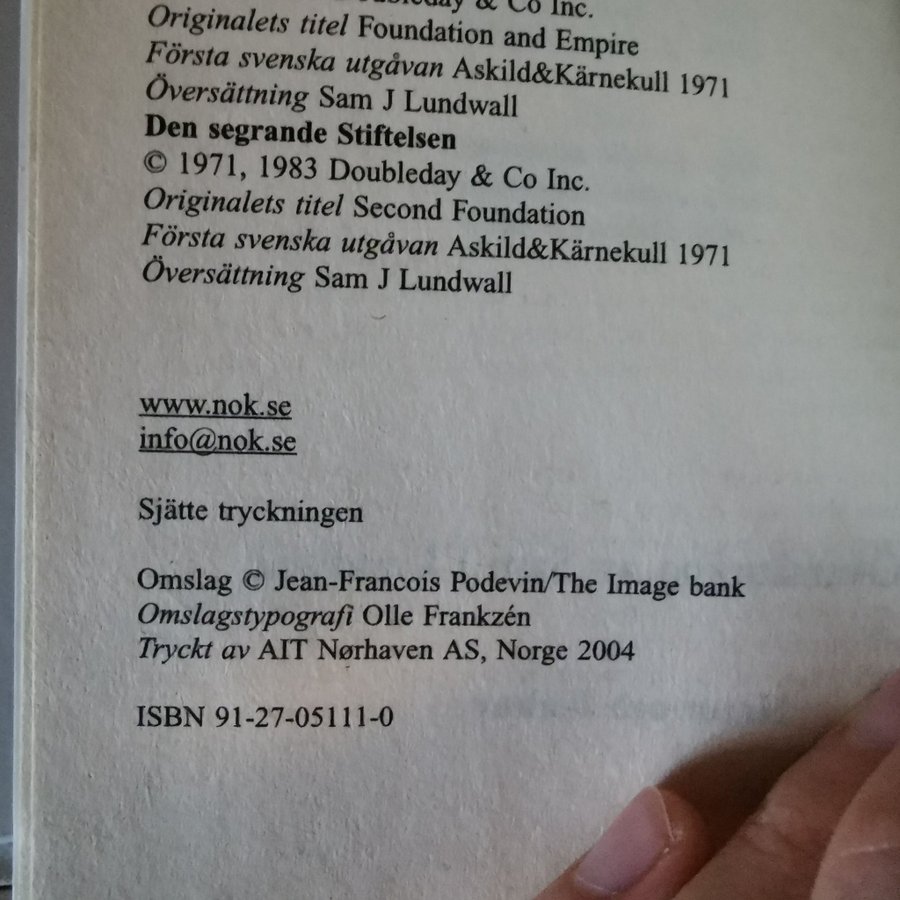 Doubleday & Co Inc.
Originalets titel Foundation and Empire
Första svenska utgåvan Askild&Kärnekull 1971
Översättning Sam J Lundwall
Den segrande Stiftelsen
© 1971, 1983 Doubleday & Co Inc.
Originalets titel Second Foundation
Första svenska utgåvan Askild&Kärnekull 1971
Översättning Sam J Lundwall
www.nok.se
info@nok.se
Sjätte tryckningen
Omslag © Jean-Francois Podevin/The Image bank
Omslagstypografi Olle Frankzén
Tryckt av AIT Nørhaven AS, Norge 2004
ISBN 91-27-05111-0